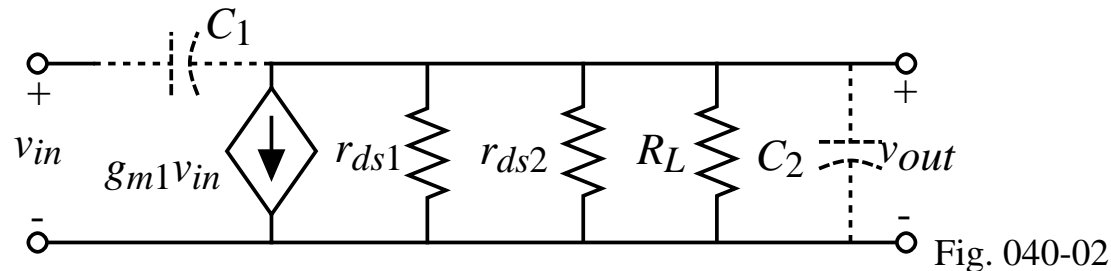 C1
+
+
vin
gm1vin
rds1
rds2
RL
C2
vout
-
-
Fig. 040-02